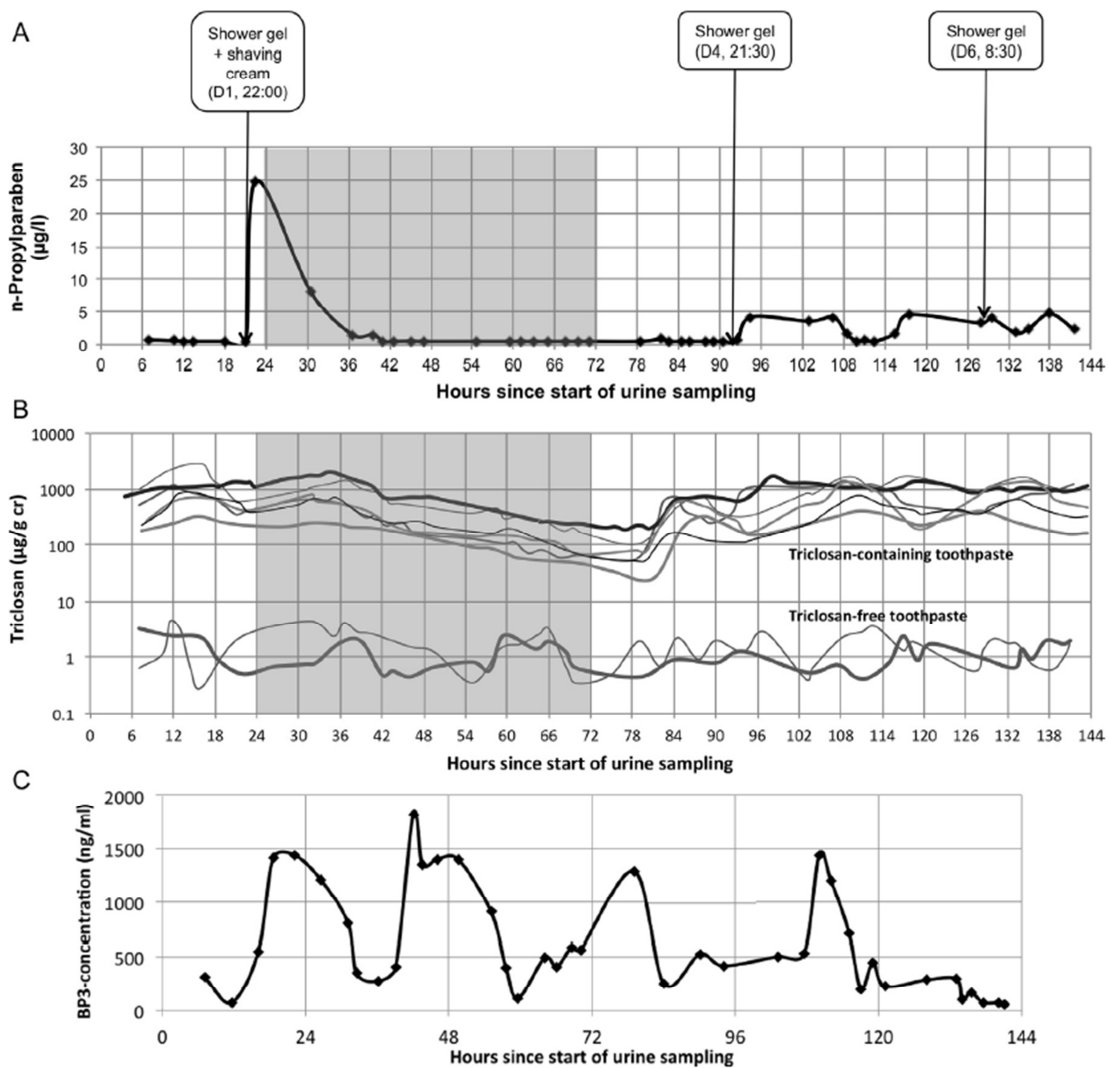 A
Shower gel
+ shaving
cream
(D1, 22:00)
Shower gel
(D4, 21:30)
Shower gel
(D6, 8:30)
n-Propylparaben
(µg/l)
30
25
20
15
10
5
0
0 6 12 18 24 30 36 42 48 54 60 66 72 78 84 90 96 102 108 114 120 126 132 138 144
Hours since start of urine sampling
B
Triclosan (µg/g cr)
10000
1000
100
10
1
0.1
Triclosan-containing toothpaste
Triclosan-free toothpaste
0 6 12 18 24 30 36 42 48 54 60 66 72 78 84 90 96 102 108 114 120 126 132 138 144
Hours since start of urine sampling
C
BP3-concentration (ng/ml)
2000
1500
1000
500
0
0 24 48 72 96 120 144
Hours since start of urine sampling